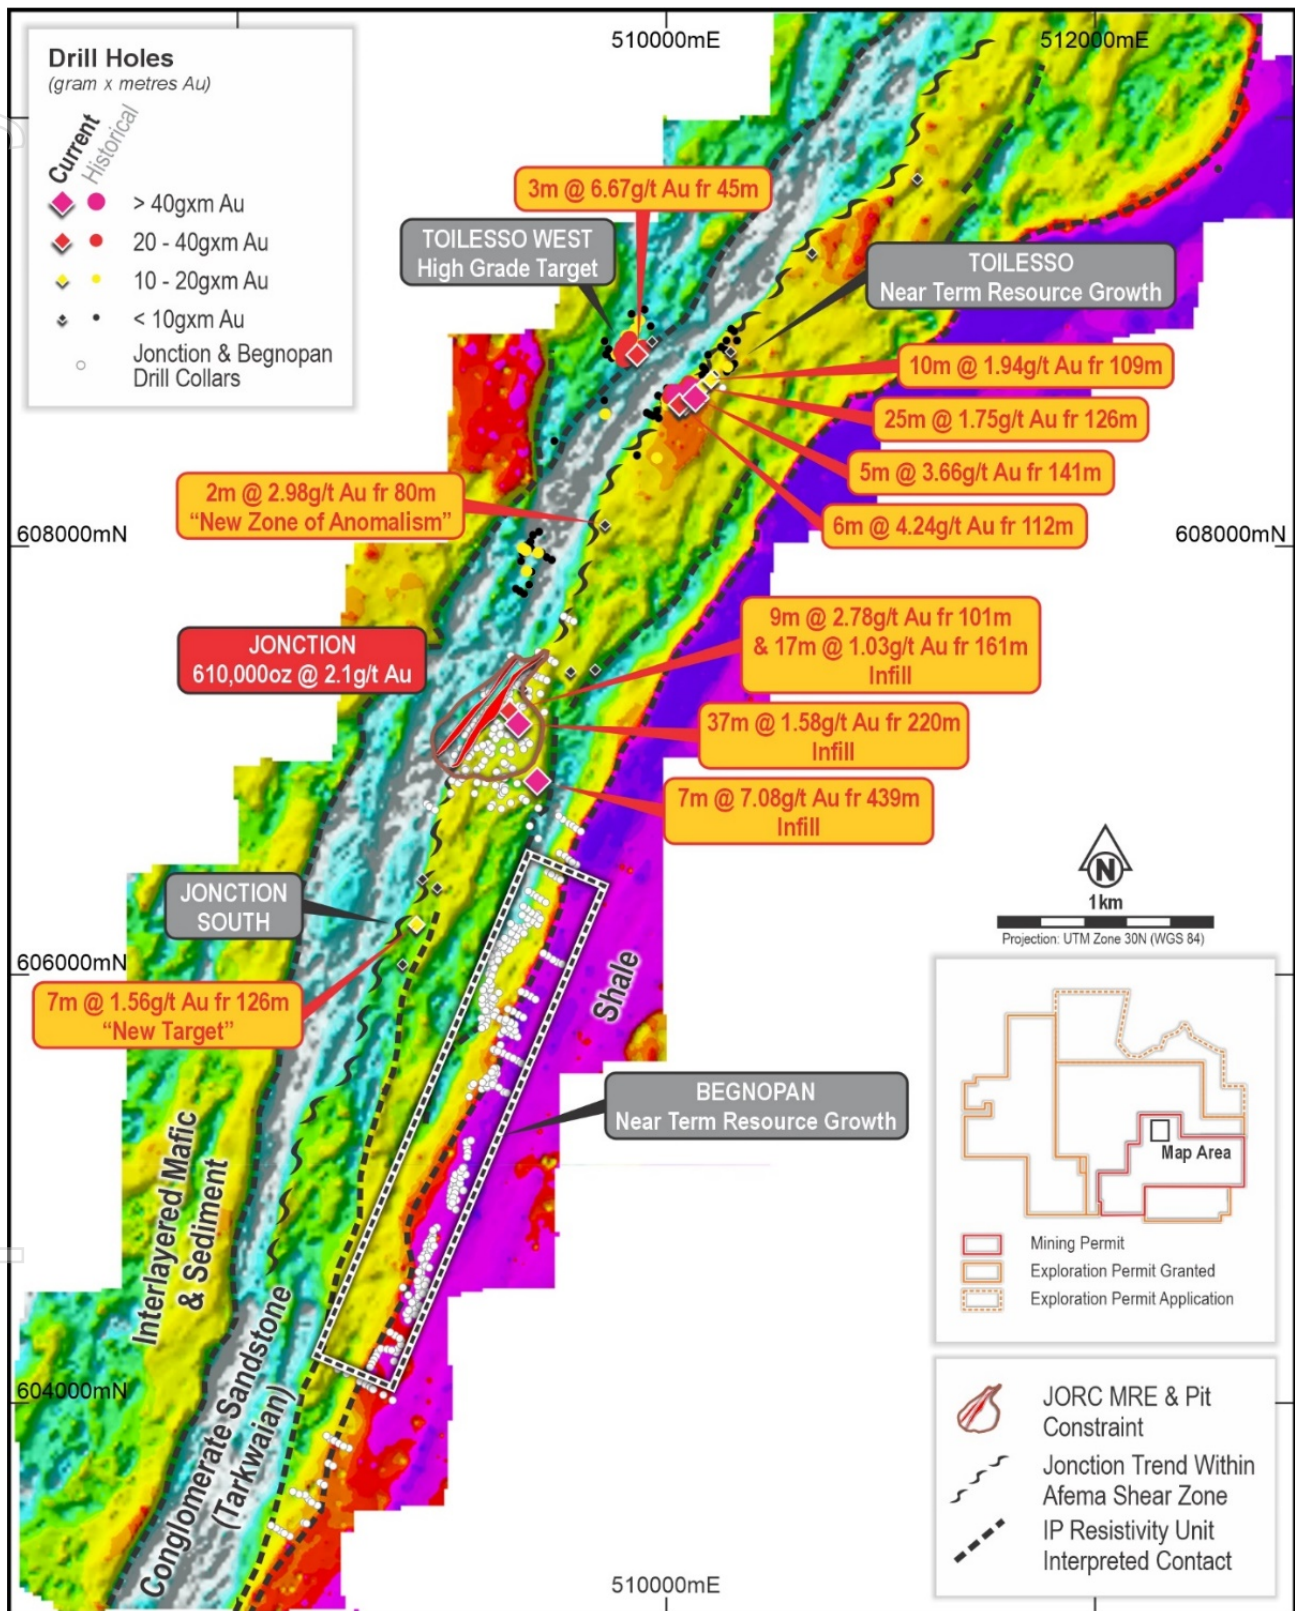 510000mE
512000mE
Drill Holes
(gram x metres Au)
Current
Historical
> 40gxm Au
20 - 40gxm Au
10 - 20gxm Au
< 10gxm Au
Jonction & Begnopan
Drill Collars
3m @ 6.67g/t Au fr 45m
TOILESSO WEST
High Grade Target
TOILESSO
Near Term Resource Growth
10m @ 1.94g/t Au fr 109m
25m @ 1.75g/t Au fr 126m
5m @ 3.66g/t Au fr 141m
6m @ 4.24g/t Au fr 112m
2m @ 2.98g/t Au fr 80m
“New Zone of Anomalism”
608000mN
608000mN
JONCTION
610,000oz @ 2.1g/t Au
9m @ 2.78g/t Au fr 101m
& 17m @ 1.03g/t Au fr 161m
Infill
37m @ 1.58g/t Au fr 220m
Infill
7m @ 7.08g/t Au fr 439m
Infill
JONCTION
SOUTH
606000mN
7m @ 1.56g/t Au fr 126m
“New Target”
Shale
BEGNOPAN
Near Term Resource Growth
Interlayered Mafic
& Sediment
Conglomerate Sandstone
(Tarkwaian)
604000mN
510000mE
N
1km
Projection: UTM Zone 30N (WGS 84)
Map Area
Mining Permit
Exploration Permit Granted
Exploration Permit Application
JORC MRE & Pit
Constraint
Jonction Trend Within
Afema Shear Zone
IP Resistivity Unit
Interpreted Contact